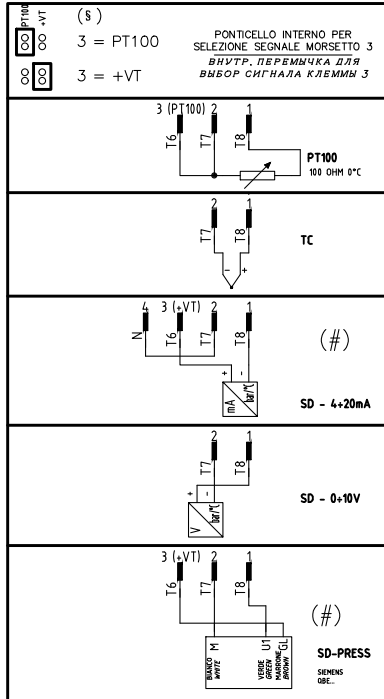 PT100 +VT
(§)
3 = PT100
3 = +VT
PONTICELLO INTERNO PER
SELEZIONE SEGNALE MORSETTO 3
ВНУТР. ПЕРЕМЫЧКА ДЛЯ
ВЫБОР СИГНАЛА КЛЕММЫ 3
3 (PT100) 2 1
T6 T7 T8
PT100
100 OHM 0°C
2 1
T7 T8
- +
TC
4 3 (+VT) 2 1
N T6 T7 T8
(#)
+ -
mA bar/°C
SD - 4÷20mA
2 1
T7 T8
+ -
V bar/°C
SD - 0÷10V
3 (+VT) 2 1
T6 T7 T8
(#)
M U1 GL
BIANCO WHITE
VERDE GREEN
MARRONE BROWN
SD-PRESS
SIEMENS
QBE...